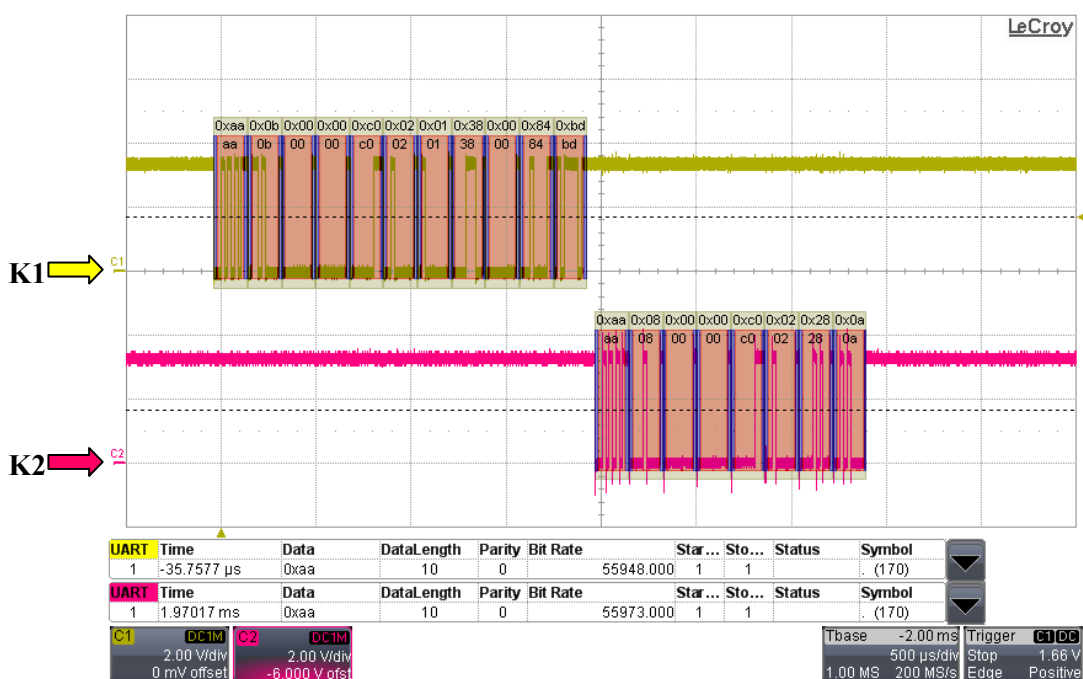 LeCroy
0xaa 0x0b 0x00 0x00 0xc0 0x02 0x01 0x38 0x00 0x84 0xbd
aa 0b 00 00 c0 02 01 38 00 84 bd
C1
K1
0xaa 0x08 0x00 0x00 0xc0 0x02 0x28 0x0a
aa 08 00 00 c0 02 28 0a
C2
K2
UART Time Data DataLength Parity Bit Rate Star... Sto... Status Symbol
1 -35.7577 µs 0xaa 10 0 55948.000 1 1 . (170)
UART Time Data DataLength Parity Bit Rate Star... Sto... Status Symbol
1 1.97017 ms 0xaa 10 0 55973.000 1 1 . (170)
C1 DC1M C2 DC1M Tbase -2.00 ms Trigger C1 DC
2.00 V/div 2.00 V/div 500 µs/div Stop 1.66 V
0 mV offset -6.000 V ofst 1.00 MS 200 MS/s Edge Positive